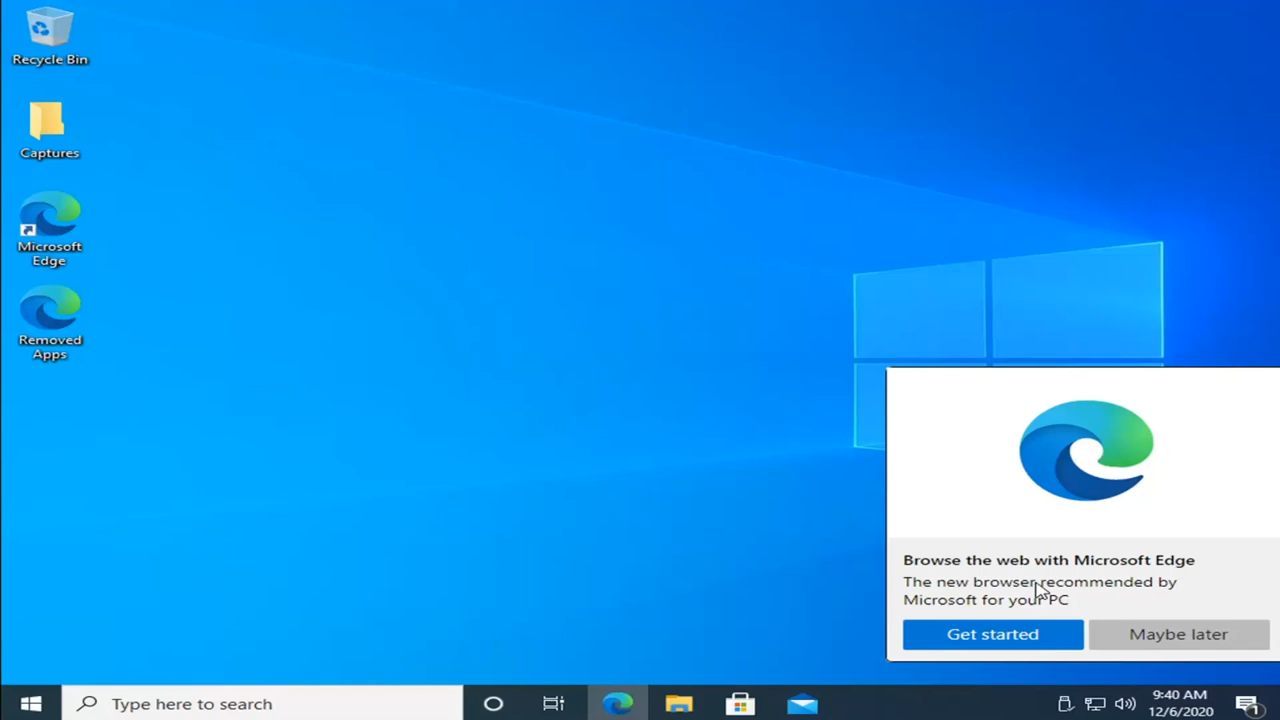 Recycle Bin
Captures
Microsoft
Edge
Removed
Apps
Browse the web with Microsoft Edge
The new browser recommended by
Microsoft for your PC
Get started
Maybe later
Type here to search
9:40 AM
12/6/2020
1